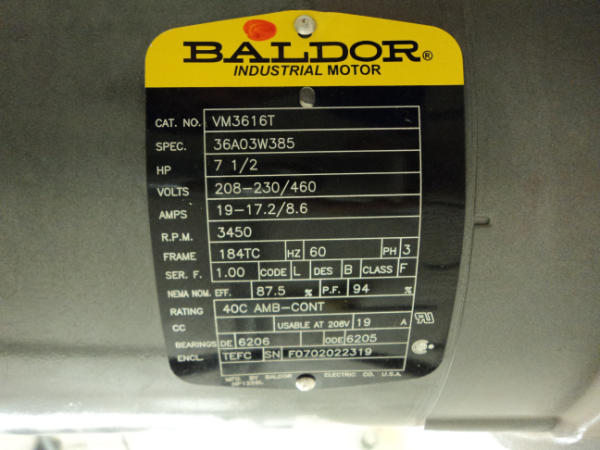 BALDOR®
INDUSTRIAL MOTOR
CAT. NO. VM3616T
SPEC. 36A03W385
HP 7 1/2
VOLTS 208-230/460
AMPS 19-17.2/8.6
R.P.M. 3450
FRAME 184TC HZ 60 PH 3
SER. F. 1.00 CODE L DES B CLASS F
NEMA NOM. EFF. 87.5 % P.F. 94 %
RATING 40C AMB-CONT
CC USABLE AT 208V 19 A
BEARINGS DE 6206 ODE 6205
ENCL. TEFC SN F0702022319
MFG. BY BALDOR ELECTRIC CO. U.S.A.